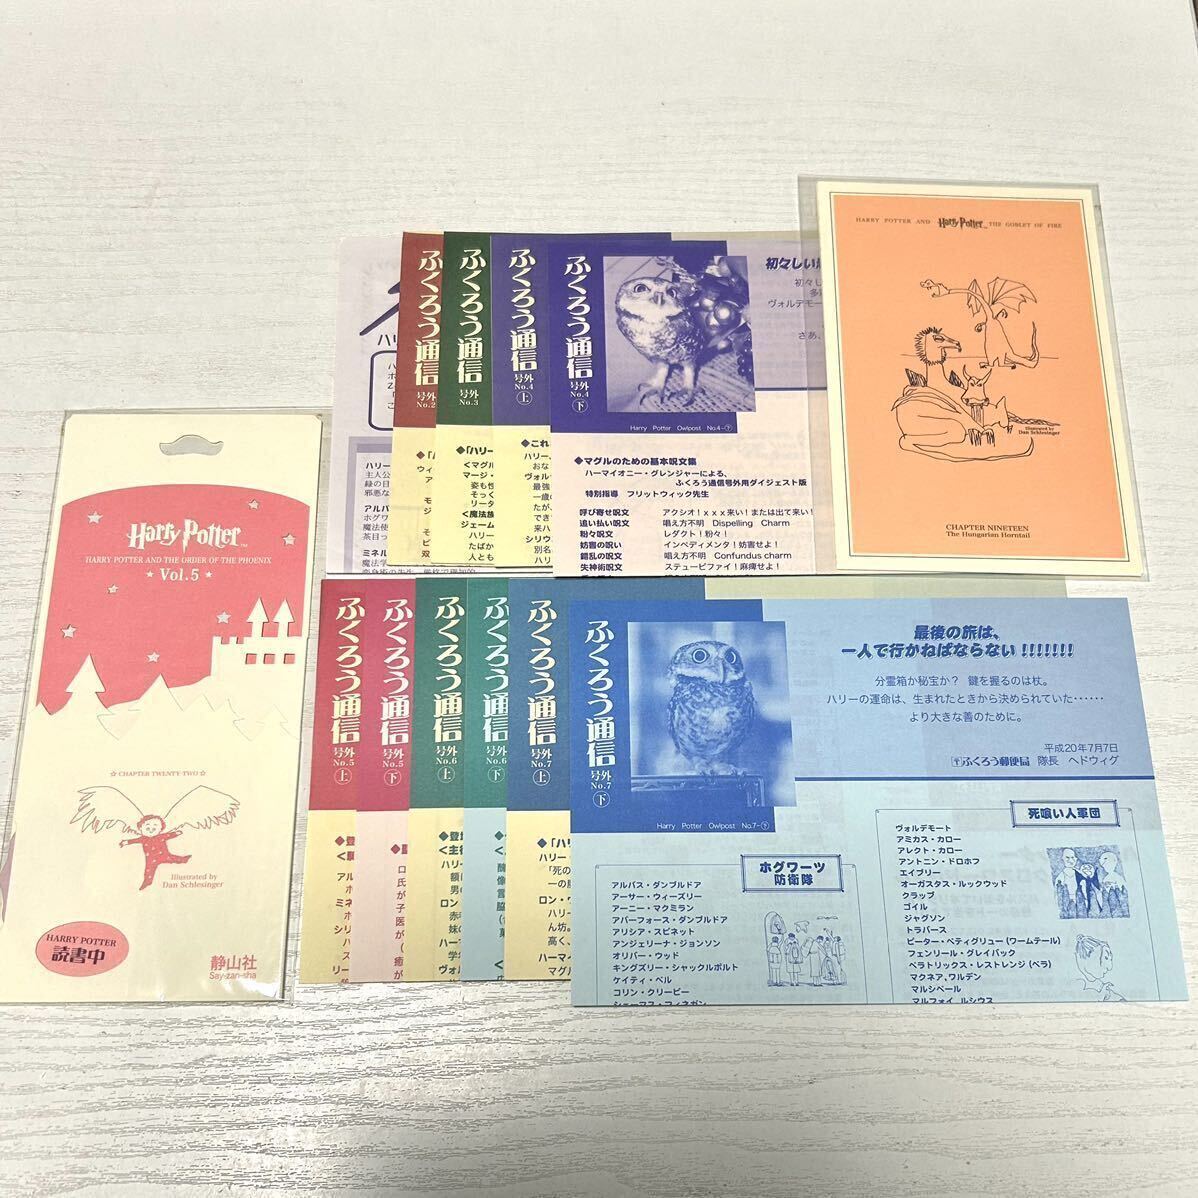 HARRY POTTER AND Harry Potter THE GOBLET OF FIRE
Illustrated by
Dan Schlesinger
CHAPTER NINETEEN
The Hungarian Horntail
ふくろう通信
号外
No.2
ふくろう通信
号外
No.3
ふくろう通信
号外
No.4
上
ふくろう通信
号外
No.4
下
Harry Potter Owlpost No.4-下
◆マグルのための基本呪文集
ハーマイオニー・グレンジャーによる、
ふくろう通信号外用ダイジェスト版
特別指導 フリットウィック先生
呼び寄せ呪文 アクシオ!xxx来い!または出て来い!
追い払い呪文 唱え方不明 Dispelling Charm
粉々呪文 レダクト!粉々!
妨害の呪い インペディメンタ!妨害せよ!
錯乱の呪文 唱え方不明 Confundus charm
失神術呪文 ステューピファイ!麻痺せよ!
Harry Potter
HARRY POTTER AND THE ORDER OF THE PHOENIX
★ Vol.5 ★
☆ CHAPTER TWENTY-TWO ☆
Illustrated by
Dan Schlesinger
HARRY POTTER
読書中
静山社
Say-zan-sha
ふくろう通信
号外
No.5
上
ふくろう通信
号外
No.5
下
ふくろう通信
号外
No.6
上
ふくろう通信
号外
No.6
下
ふくろう通信
号外
No.7
上
ふくろう通信
号外
No.7
下
Harry Potter Owlpost No.7-下
最後の旅は、
一人で行かねばならない!!!!!!!
分霊箱か秘宝か? 鍵を握るのは杖。
ハリーの運命は、生まれたときから決められていた……
より大きな善のために。
平成20年7月7日
ふくろう郵便局 隊長 ヘドウィグ
ホグワーツ
防衛隊
アルバス・ダンブルドア
アーサー・ウィーズリー
アーニー・マクミラン
アバーフォース・ダンブルドア
アリシア・スピネット
アンジェリーナ・ジョンソン
オリバー・ウッド
キングズリー・シャックルボルト
ケイティ・ベル
コリン・クリービー
シェーマス・フィネガン
死喰い人軍団
ヴォルデモート
アミカス・カロー
アレクト・カロー
アントニン・ドロホフ
エイブリー
オーガスタス・ルックウッド
クラップ
ゴイル
ジャグソン
トラバース
ピーター・ペティグリュー(ワームテール)
フェンリール・グレイバック
ベラトリックス・レストレンジ(ベラ)
マクネア,ワルデン
マルシベール
マルフォイ,ルシウス